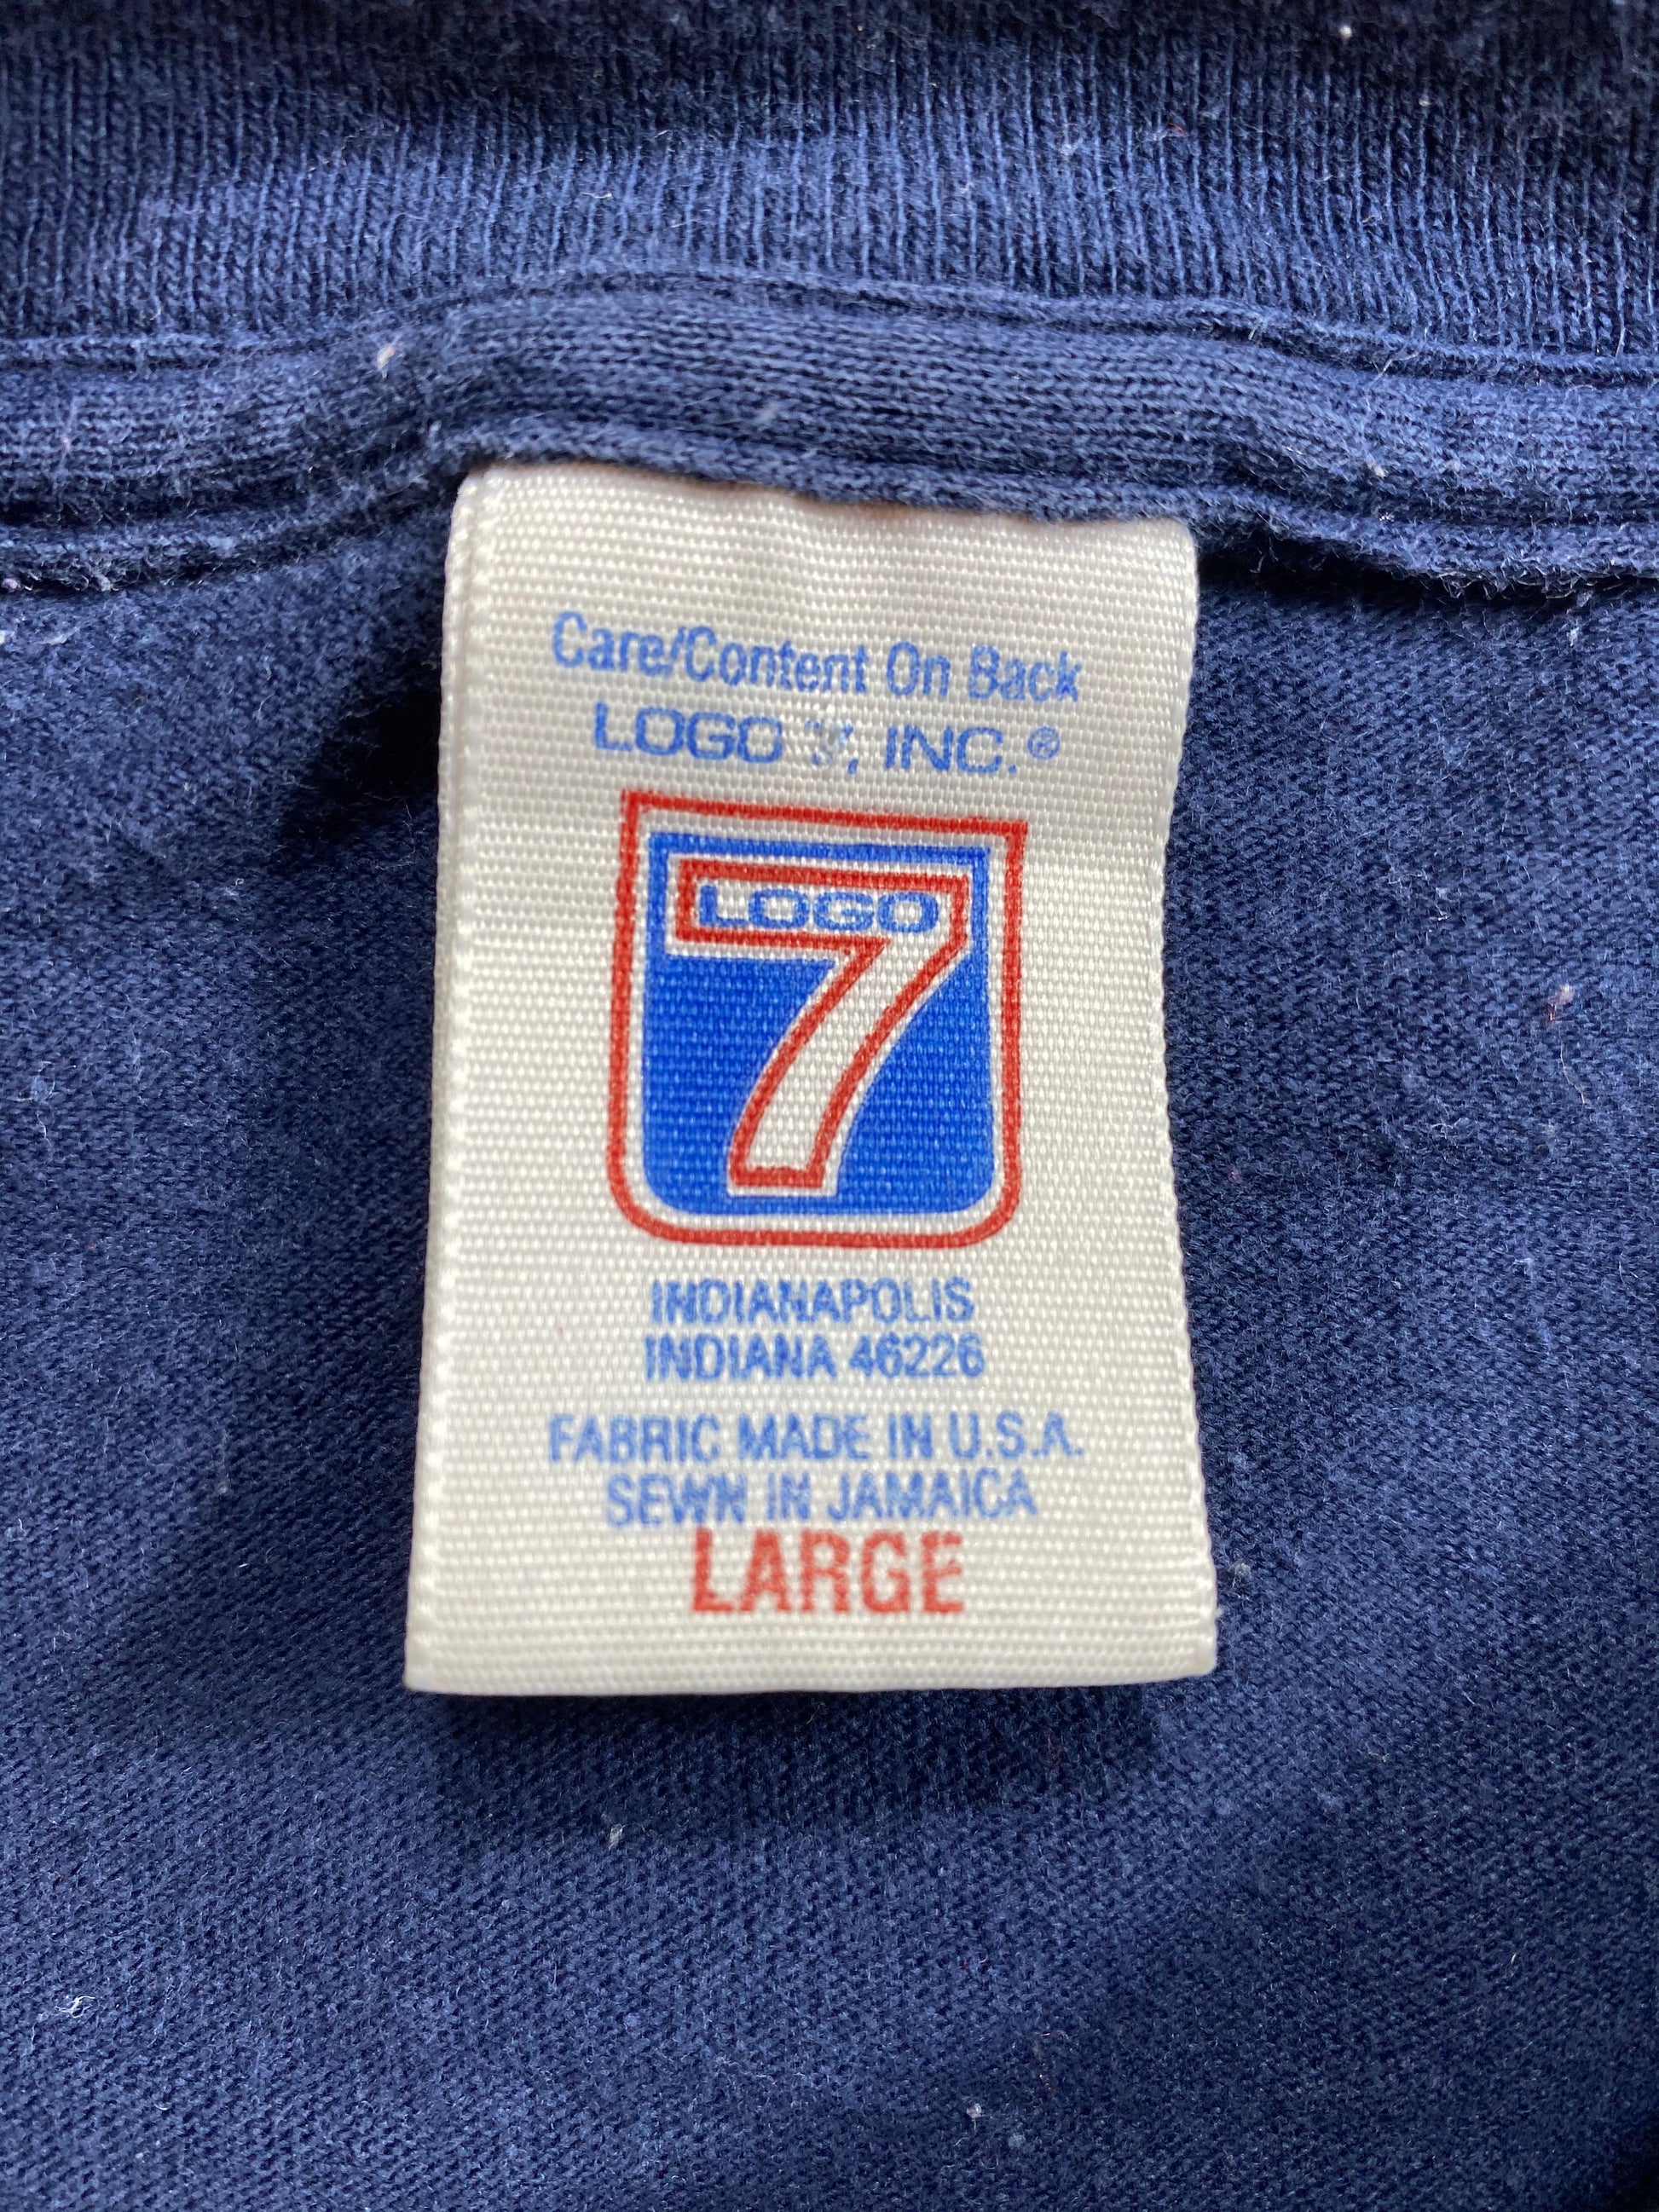 Care/Content On Back
LOGO 7, INC.®
LOGO
7
INDIANAPOLIS
INDIANA 46226
FABRIC MADE IN U.S.A.
SEWN IN JAMAICA
LARGE